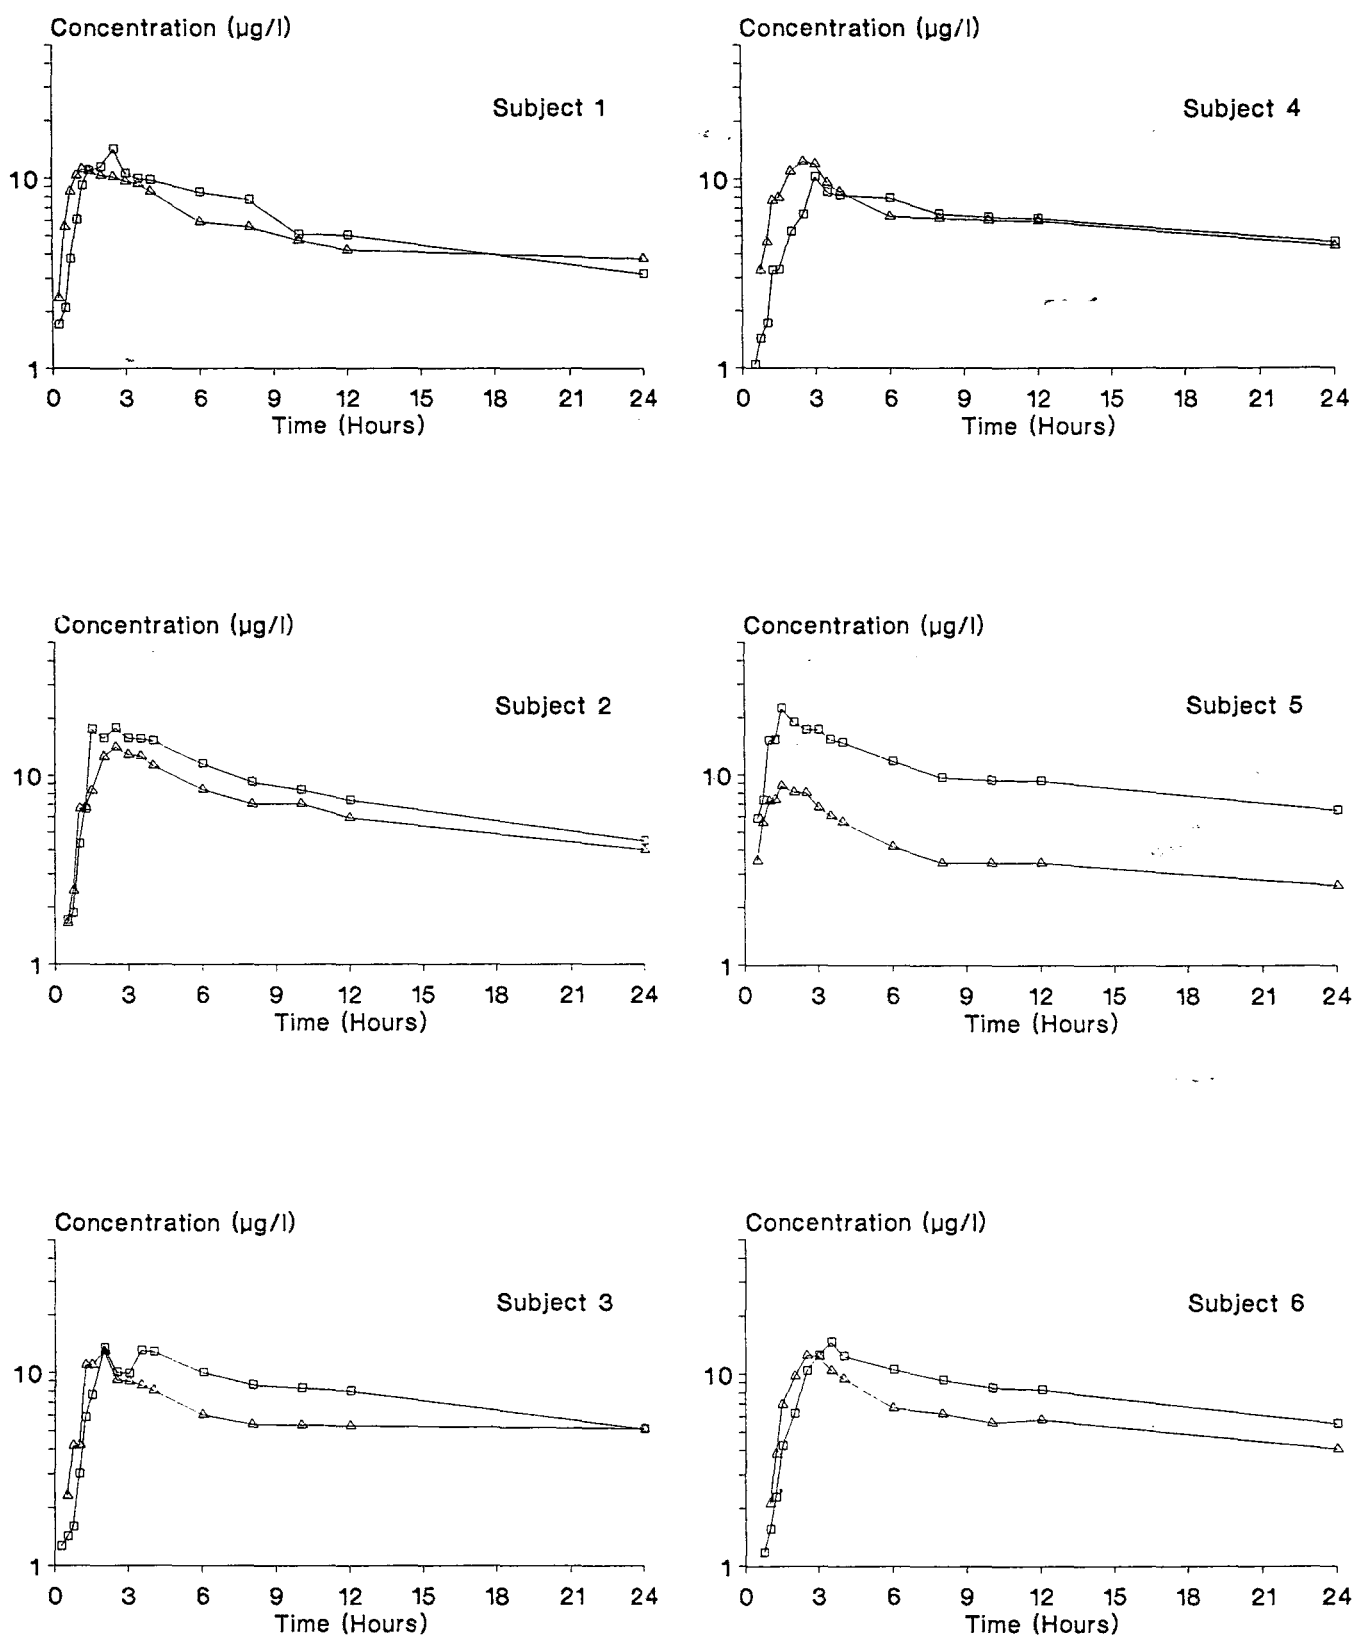 Concentration (µg/l)
Subject 1
10
1
0 3 6 9 12 15 18 21 24
Time (Hours)
Concentration (µg/l)
Subject 4
10
1
0 3 6 9 12 15 18 21 24
Time (Hours)
Concentration (µg/l)
Subject 2
10
1
0 3 6 9 12 15 18 21 24
Time (Hours)
Concentration (µg/l)
Subject 5
10
1
0 3 6 9 12 15 18 21 24
Time (Hours)
Concentration (µg/l)
Subject 3
10
1
0 3 6 9 12 15 18 21 24
Time (Hours)
Concentration (µg/l)
Subject 6
10
1
0 3 6 9 12 15 18 21 24
Time (Hours)